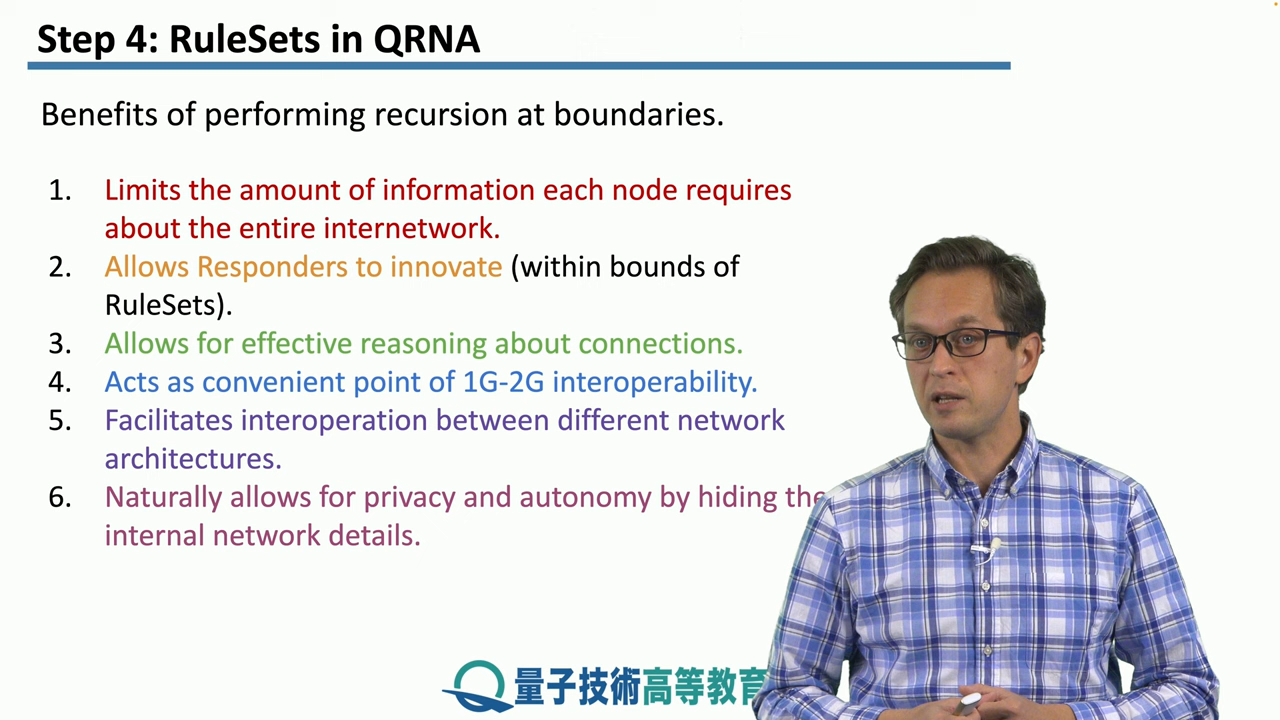 Step 4: RuleSets in QRNA
Benefits of performing recursion at boundaries.
1. Limits the amount of information each node requires
about the entire internetwork.
2. Allows Responders to innovate (within bounds of
RuleSets).
3. Allows for effective reasoning about connections.
4. Acts as convenient point of 1G-2G interoperability.
5. Facilitates interoperation between different network
architectures.
6. Naturally allows for privacy and autonomy by hiding the
internal network details.
量子技術高等教育